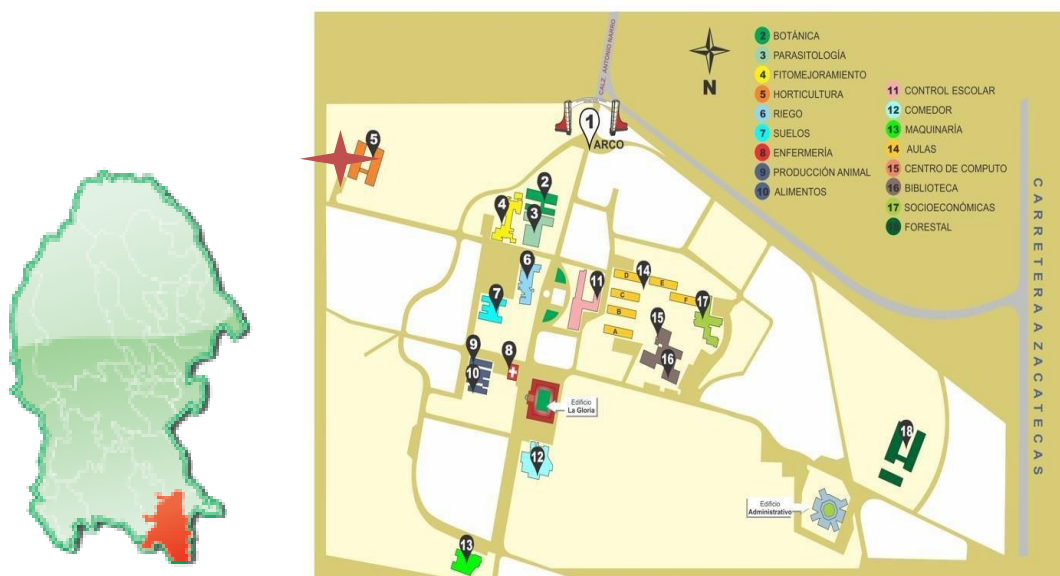 CALZ. ANTONIO NARRO
N
2 BOTÁNICA
3 PARASITOLOGÍA
4 FITOMEJORAMIENTO
5 HORTICULTURA
6 RIEGO
7 SUELOS
8 ENFERMERÍA
9 PRODUCCIÓN ANIMAL
10 ALIMENTOS
11 CONTROL ESCOLAR
12 COMEDOR
13 MAQUINARÍA
14 AULAS
15 CENTRO DE COMPUTO
16 BIBLIOTECA
17 SOCIOECONÓMICAS
18 FORESTAL
CARRETERA A ZACATECAS
1
ARCO
5
2
4
3
6
14
D
E
11
C
F
17
7
B
15
A
9
8
16
10
Edificio
La Gloria
18
12
Edificio
Administrativo
13